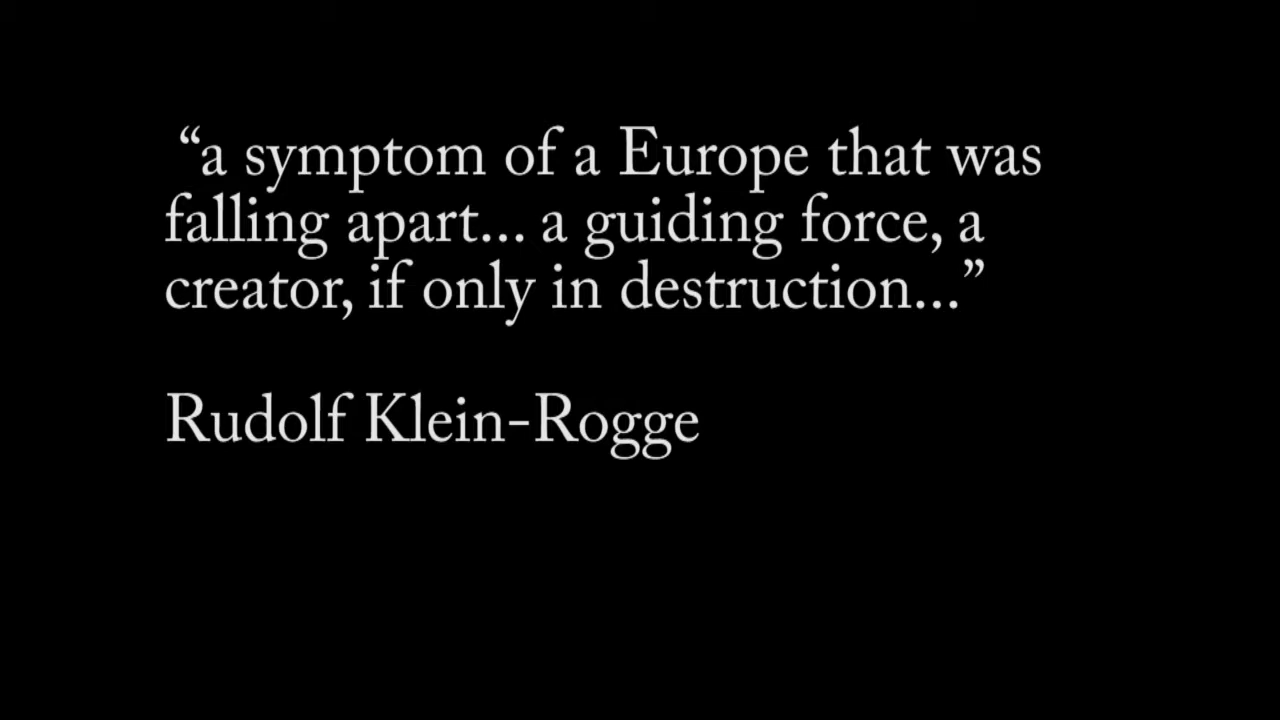 “a symptom of a Europe that was
falling apart... a guiding force, a
creator, if only in destruction...”
Rudolf Klein-Rogge